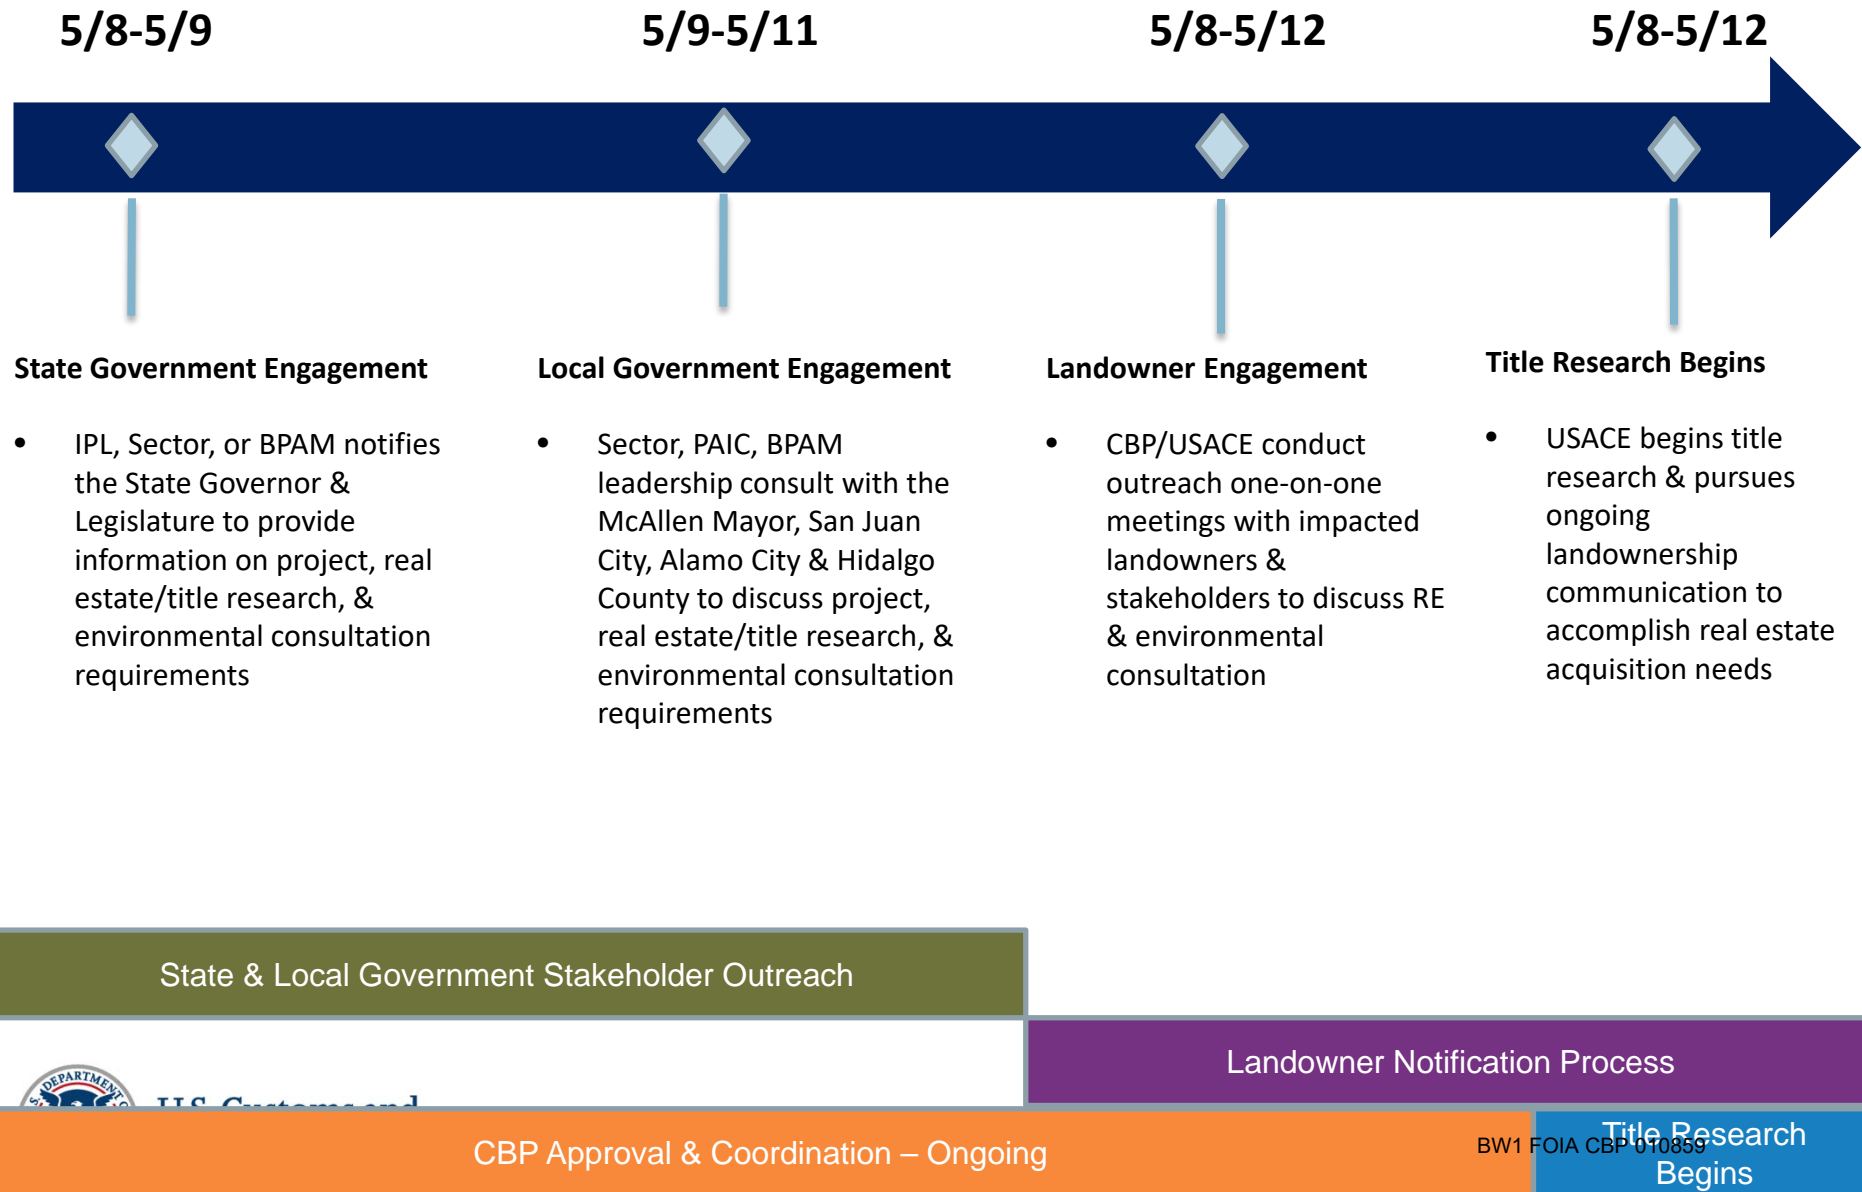 5/8-5/9
5/9-5/11
5/8-5/12
5/8-5/12
State Government Engagement
• IPL, Sector, or BPAM notifies
the State Governor &
Legislature to provide
information on project, real
estate/title research, &
environmental consultation
requirements
Local Government Engagement
• Sector, PAIC, BPAM
leadership consult with the
McAllen Mayor, San Juan
City, Alamo City & Hidalgo
County to discuss project,
real estate/title research, &
environmental consultation
requirements
Landowner Engagement
• CBP/USACE conduct
outreach one-on-one
meetings with impacted
landowners &
stakeholders to discuss RE
& environmental
consultation
Title Research Begins
• USACE begins title
research & pursues
ongoing
landownership
communication to
accomplish real estate
acquisition needs
State & Local Government Stakeholder Outreach
Landowner Notification Process
U.S. Customs and
CBP Approval & Coordination – Ongoing
Title Research
Begins
BW1 FOIA CBP 010859